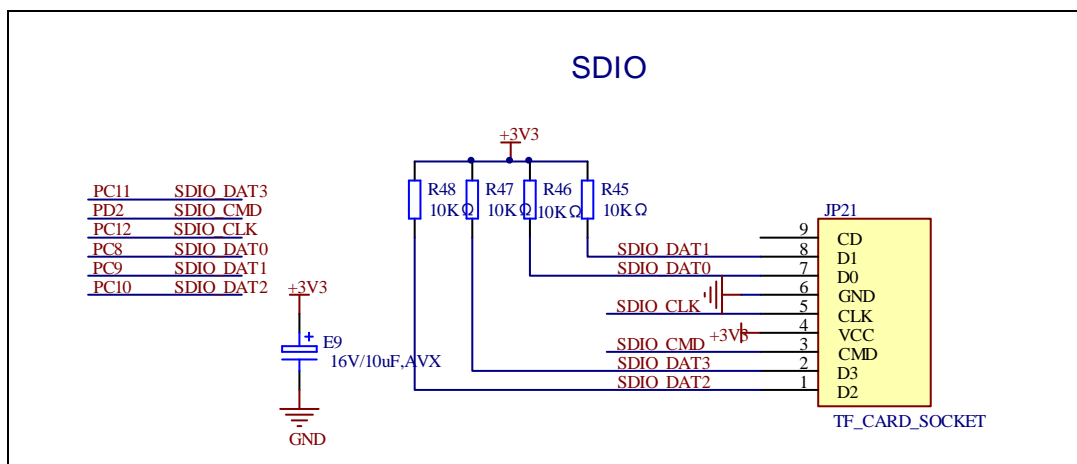 SDIO
+3V3
R48 R47 R46 R45
10KΩ 10KΩ 10KΩ 10KΩ
PC11 SDIO_DAT3
PD2 SDIO_CMD
PC12 SDIO_CLK
PC8 SDIO_DAT0
PC9 SDIO_DAT1
PC10 SDIO_DAT2
+3V3
+
E9
16V/10uF,AVX
GND
JP21
9 CD
SDIO_DAT1 8 D1
SDIO_DAT0 7 D0
6 GND
SDIO_CLK 5 CLK
+3V3 4 VCC
SDIO_CMD 3 CMD
SDIO_DAT3 2 D3
SDIO_DAT2 1 D2
TF_CARD_SOCKET